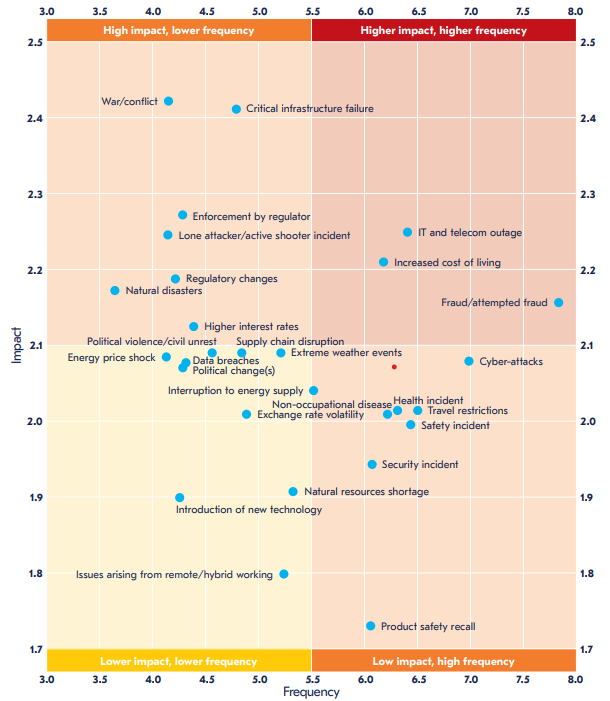 3.0 3.5 4.0 4.5 5.0 5.5 6.0 6.5 7.0 7.5 8.0
High impact, lower frequency
Higher impact, higher frequency
2.5 2.5
War/conflict
Critical infrastructure failure
2.4 2.4
2.3 2.3
Enforcement by regulator
IT and telecom outage
Lone attacker/active shooter incident
Increased cost of living
2.2 2.2
Regulatory changes
Natural disasters
Fraud/attempted fraud
Higher interest rates
Political violence/civil unrest
Supply chain disruption
2.1 2.1
Impact
Energy price shock
Data breaches
Extreme weather events
Political change(s)
Cyber-attacks
Interruption to energy supply
Non-occupational disease
Health incident
Exchange rate volatility
Travel restrictions
2.0 2.0
Safety incident
Security incident
Natural resources shortage
1.9 1.9
Introduction of new technology
1.8 1.8
Issues arising from remote/hybrid working
Product safety recall
1.7 1.7
Lower impact, lower frequency
Low impact, high frequency
3.0 3.5 4.0 4.5 5.0 5.5 6.0 6.5 7.0 7.5 8.0
Frequency